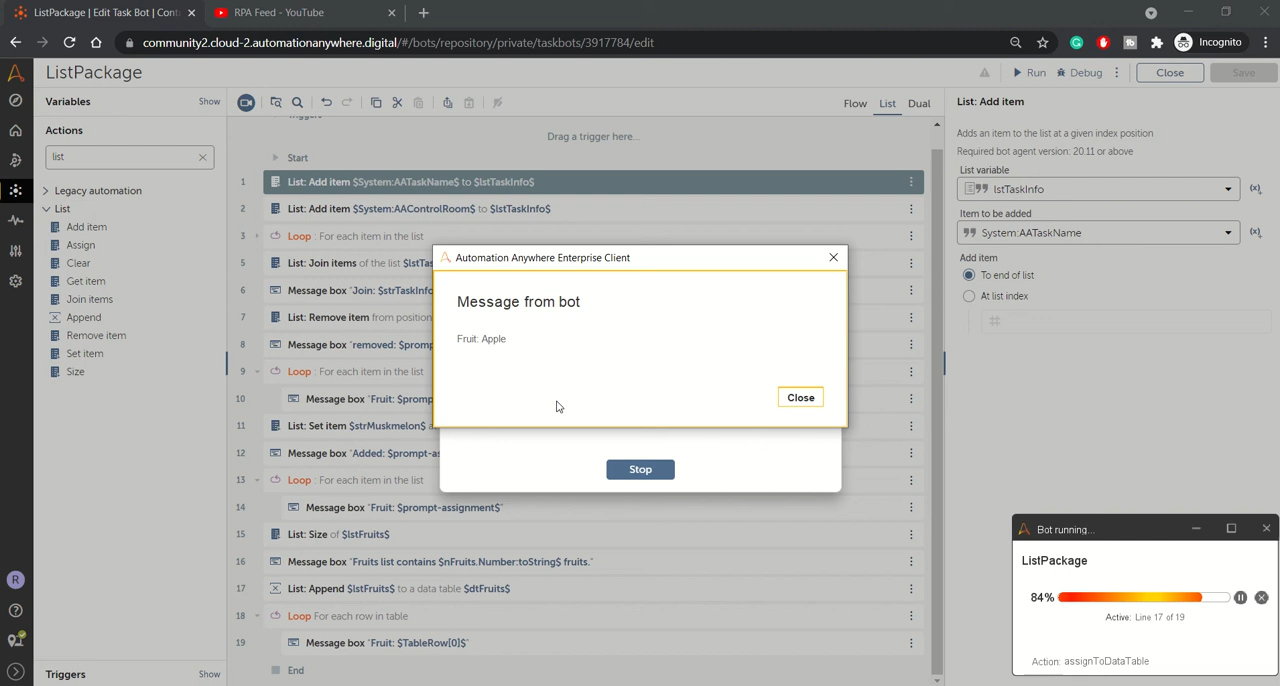 ListPackage | Edit Task Bot | Cont
RPA Feed - YouTube
community2.cloud-2.automationanywhere.digital/#/bots/repository/private/taskbots/3917784/edit
Incognito
ListPackage
Run
Debug
Close
Save
Variables
Show
Actions
list
Legacy automation
List
Add item
Assign
Clear
Get item
Join items
Append
Remove item
Set item
Size
Triggers
Show
R
Flow
List
Dual
Triggers
Drag a trigger here...
Start
1 List: Add item $System:AATaskName$ to $lstTaskInfo$
2 List: Add item $System:AAControlRoom$ to $lstTaskInfo$
3 Loop : For each item in the list
5 List: Join items of the list $lstTas
6 Message box "Join: $strTaskInfo
7 List: Remove item from position
8 Message box "removed: $promp
9 Loop : For each item in the list
10 Message box "Fruit: $promp
11 List: Set item $strMuskmelon$ a
12 Message box "Added: $prompt-as
13 Loop : For each item in the list
14 Message box "Fruit: $prompt-assignment$"
15 List: Size of $lstFruits$
16 Message box "Fruits list contains $nFruits.Number:toString$ fruits."
17 List: Append $lstFruits$ to a data table $dtFruits$
18 Loop For each row in table
19 Message box "Fruit: $TableRow[0]$"
End
Automation Anywhere Enterprise Client
Message from bot
Fruit: Apple
Close
Stop
List: Add item
Adds an item to the list at a given index position
Required bot agent version: 20.11 or above
List variable
lstTaskInfo
(x)
Item to be added
System:AATaskName
(x)
Add item
To end of list
At list index
#
Bot running...
ListPackage
84%
Active: Line 17 of 19
Action: assignToDataTable